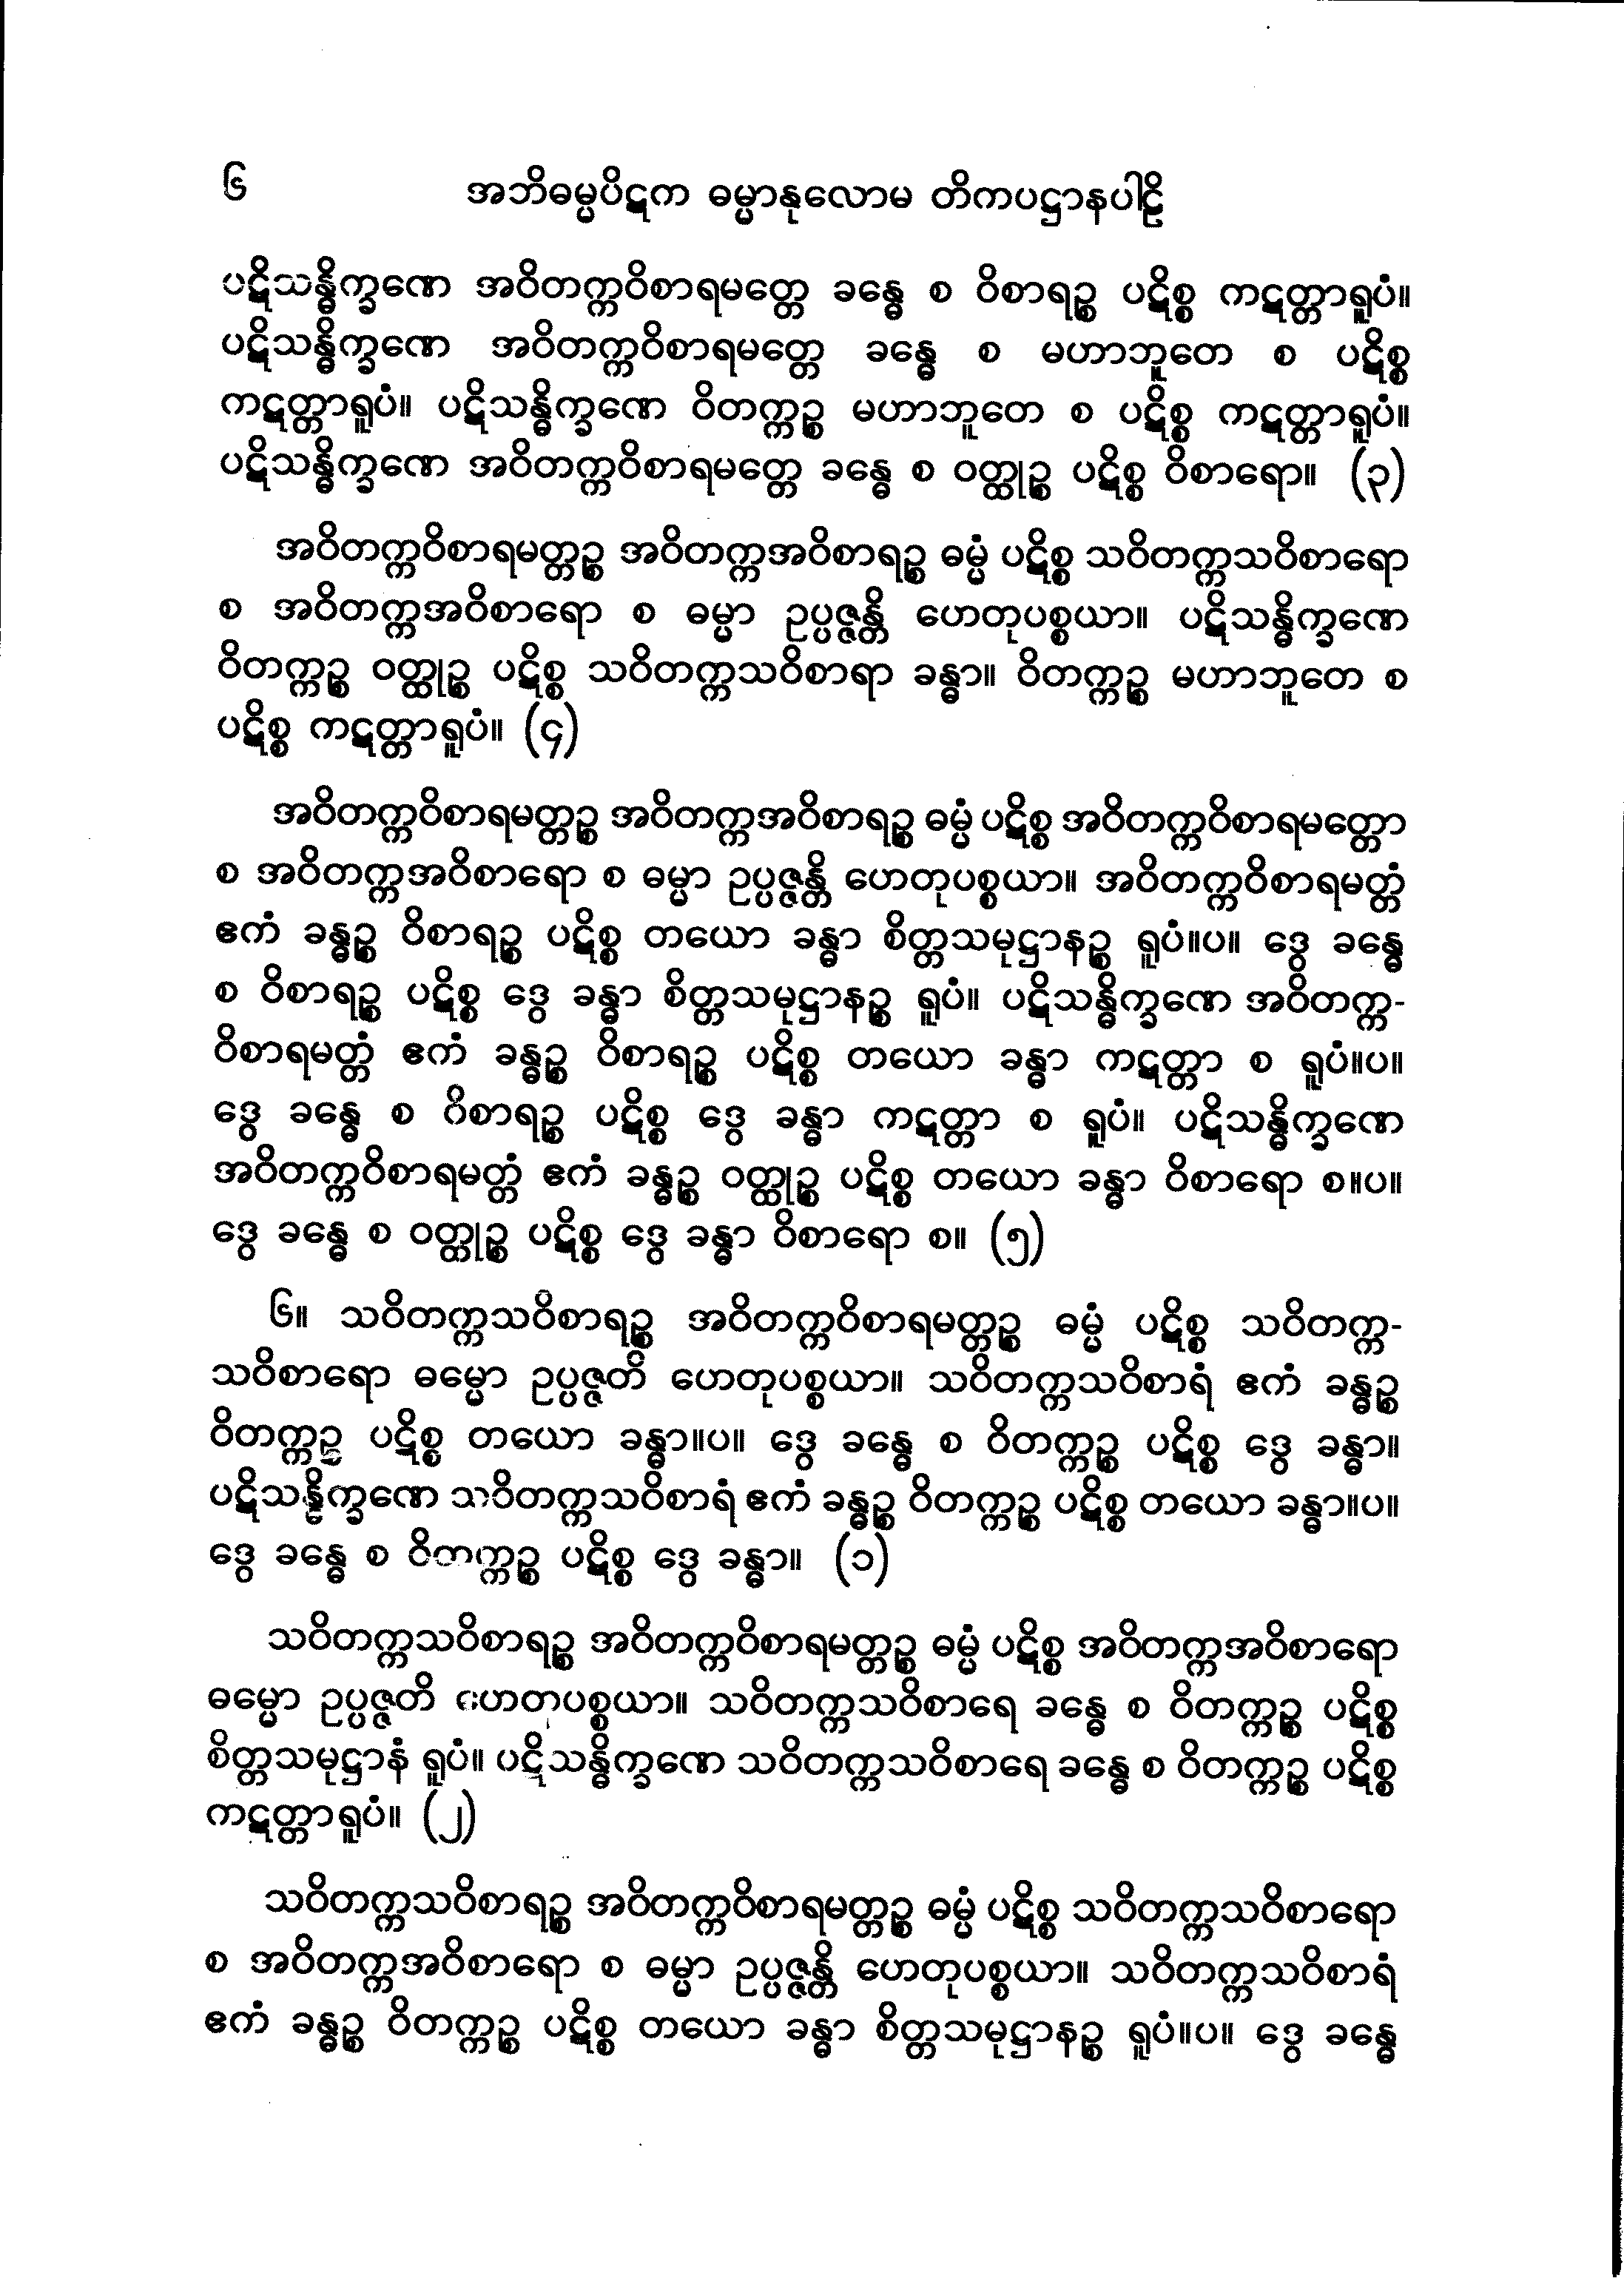 ၆ အဘိဓမ္မပိဋက ဓမ္မာနုလောမ တိကပဋ္ဌာနပါဠိ
ပဋိသန္ဓိက္ခဏေ အဝိတက္ကဝိစာရမတ္တေ ခန္ဓေ စ ဝိစာရဉ္စ ပဋိစ္စ ကဋတ္တာရူပံ။
ပဋိသန္ဓိက္ခဏေ အဝိတက္ကဝိစာရမတ္တေ ခန္ဓေ စ မဟာဘူတေ စ ပဋိစ္စ
ကဋတ္တာရူပံ။ ပဋိသန္ဓိက္ခဏေ ဝိတက္ကဉ္စ မဟာဘူတေ စ ပဋိစ္စ ကဋတ္တာရူပံ။
ပဋိသန္ဓိက္ခဏေ အဝိတက္ကဝိစာရမတ္တေ ခန္ဓေ စ ဝတ္ထုဉ္စ ပဋိစ္စ ဝိစာရော။ (၃)
အဝိတက္ကဝိစာရမတ္တဉ္စ အဝိတက္ကအဝိစာရဉ္စ ဓမ္မံ ပဋိစ္စ သဝိတက္ကသဝိစာရော
စ အဝိတက္ကအဝိစာရော စ ဓမ္မာ ဥပ္ပဇ္ဇန္တိ ဟေတုပစ္စယာ။ ပဋိသန္ဓိက္ခဏေ
ဝိတက္ကဉ္စ ဝတ္ထုဉ္စ ပဋိစ္စ သဝိတက္ကသဝိစာရာ ခန္ဓာ။ ဝိတက္ကဉ္စ မဟာဘူတေ စ
ပဋိစ္စ ကဋတ္တာရူပံ။ (၄)
အဝိတက္ကဝိစာရမတ္တဉ္စ အဝိတက္ကအဝိစာရဉ္စ ဓမ္မံ ပဋိစ္စ အဝိတက္ကဝိစာရမတ္တော
စ အဝိတက္ကအဝိစာရော စ ဓမ္မာ ဥပ္ပဇ္ဇန္တိ ဟေတုပစ္စယာ။ အဝိတက္ကဝိစာရမတ္တံ
ဧကံ ခန္ဓဉ္စ ဝိစာရဉ္စ ပဋိစ္စ တယော ခန္ဓာ စိတ္တသမုဋ္ဌာနဉ္စ ရူပံ။ပ။ ဒွေ ခန္ဓေ
စ ဝိစာရဉ္စ ပဋိစ္စ ဒွေ ခန္ဓာ စိတ္တသမုဋ္ဌာနဉ္စ ရူပံ။ ပဋိသန္ဓိက္ခဏေ အဝိတက္က-
ဝိစာရမတ္တံ ဧကံ ခန္ဓဉ္စ ဝိစာရဉ္စ ပဋိစ္စ တယော ခန္ဓာ ကဋတ္တာ စ ရူပံ။ပ။
ဒွေ ခန္ဓေ စ ဝိစာရဉ္စ ပဋိစ္စ ဒွေ ခန္ဓာ ကဋတ္တာ စ ရူပံ။ ပဋိသန္ဓိက္ခဏေ
အဝိတက္ကဝိစာရမတ္တံ ဧကံ ခန္ဓဉ္စ ဝတ္ထုဉ္စ ပဋိစ္စ တယော ခန္ဓာ ဝိစာရော စ။ပ။
ဒွေ ခန္ဓေ စ ဝတ္ထုဉ္စ ပဋိစ္စ ဒွေ ခန္ဓာ ဝိစာရော စ။ (၅)
၆။ သဝိတက္ကသဝိစာရဉ္စ အဝိတက္ကဝိစာရမတ္တဉ္စ ဓမ္မံ ပဋိစ္စ သဝိတက္က-
သဝိစာရော ဓမ္မော ဥပ္ပဇ္ဇတိ ဟေတုပစ္စယာ။ သဝိတက္ကသဝိစာရံ ဧကံ ခန္ဓဉ္စ
ဝိတက္ကဉ္စ ပဋိစ္စ တယော ခန္ဓာ။ပ။ ဒွေ ခန္ဓေ စ ဝိတက္ကဉ္စ ပဋိစ္စ ဒွေ ခန္ဓာ။
ပဋိသန္ဓိက္ခဏေ သဝိတက္ကသဝိစာရံ ဧကံ ခန္ဓဉ္စ ဝိတက္ကဉ္စ ပဋိစ္စ တယော ခန္ဓာ။ပ။
ဒွေ ခန္ဓေ စ ဝိတက္ကဉ္စ ပဋိစ္စ ဒွေ ခန္ဓာ။ (၁)
သဝိတက္ကသဝိစာရဉ္စ အဝိတက္ကဝိစာရမတ္တဉ္စ ဓမ္မံ ပဋိစ္စ အဝိတက္ကအဝိစာရော
ဓမ္မော ဥပ္ပဇ္ဇတိ ဟေတုပစ္စယာ။ သဝိတက္ကသဝိစာရေ ခန္ဓေ စ ဝိတက္ကဉ္စ ပဋိစ္စ
စိတ္တသမုဋ္ဌာနံ ရူပံ။ ပဋိသန္ဓိက္ခဏေ သဝိတက္ကသဝိစာရေ ခန္ဓေ စ ဝိတက္ကဉ္စ ပဋိစ္စ
ကဋတ္တာရူပံ။ (၂)
သဝိတက္ကသဝိစာရဉ္စ အဝိတက္ကဝိစာရမတ္တဉ္စ ဓမ္မံ ပဋိစ္စ သဝိတက္ကသဝိစာရော
စ အဝိတက္ကအဝိစာရော စ ဓမ္မာ ဥပ္ပဇ္ဇန္တိ ဟေတုပစ္စယာ။ သဝိတက္ကသဝိစာရံ
ဧကံ ခန္ဓဉ္စ ဝိတက္ကဉ္စ ပဋိစ္စ တယော ခန္ဓာ စိတ္တသမုဋ္ဌာနဉ္စ ရူပံ။ပ။ ဒွေ ခန္ဓေ